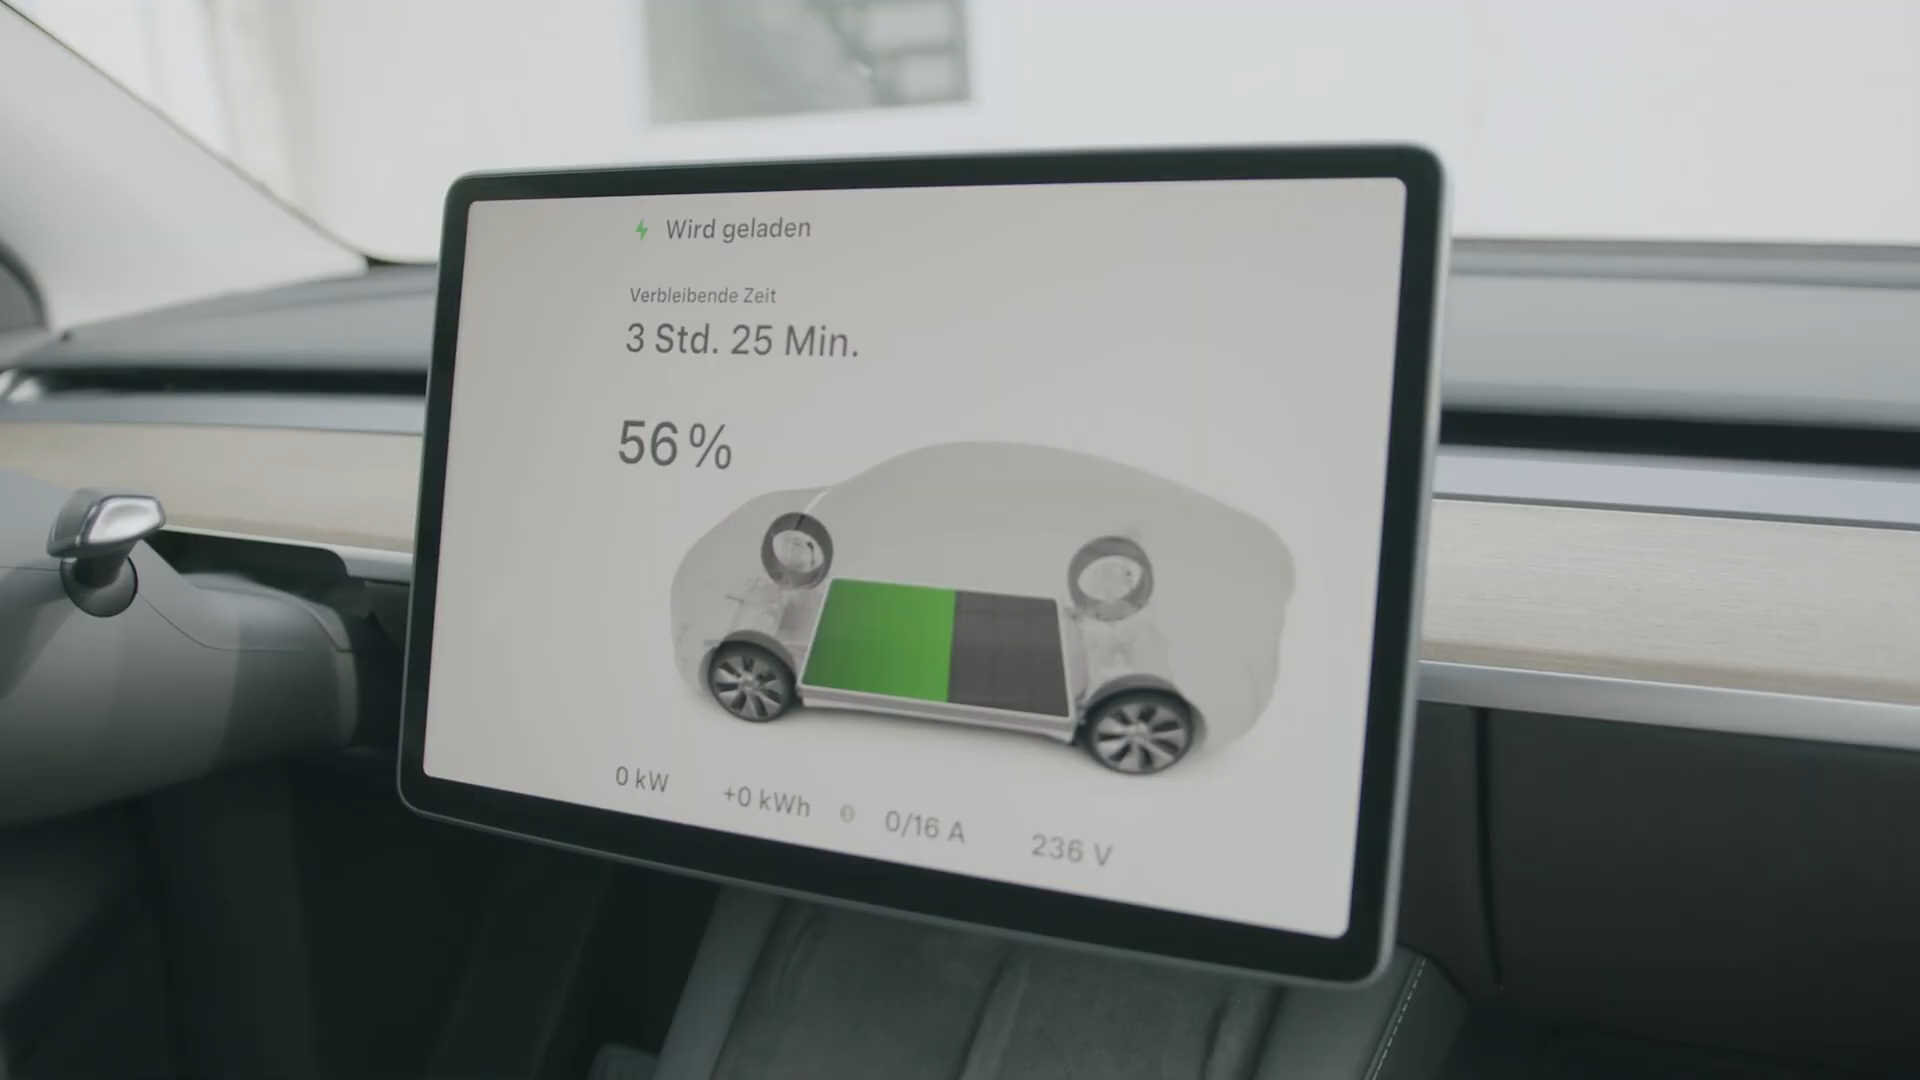 Wird geladen
Verbleibende Zeit
3 Std. 25 Min.
56 %
0 kW +0 kWh 0/16 A 236 V